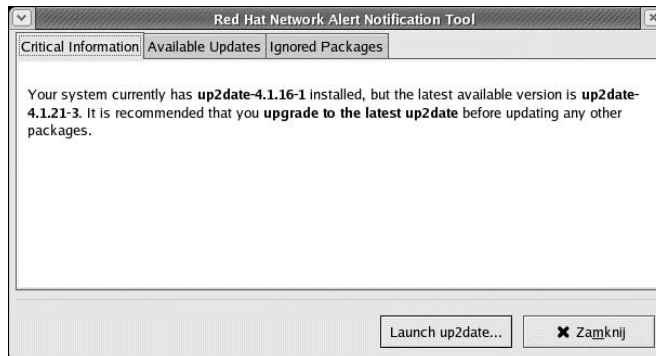 Red Hat Network Alert Notification Tool
Critical Information Available Updates Ignored Packages
Your system currently has up2date-4.1.16-1 installed, but the latest available version is up2date-
4.1.21-3. It is recommended that you upgrade to the latest up2date before updating any other
packages.
Launch up2date... Zamknij